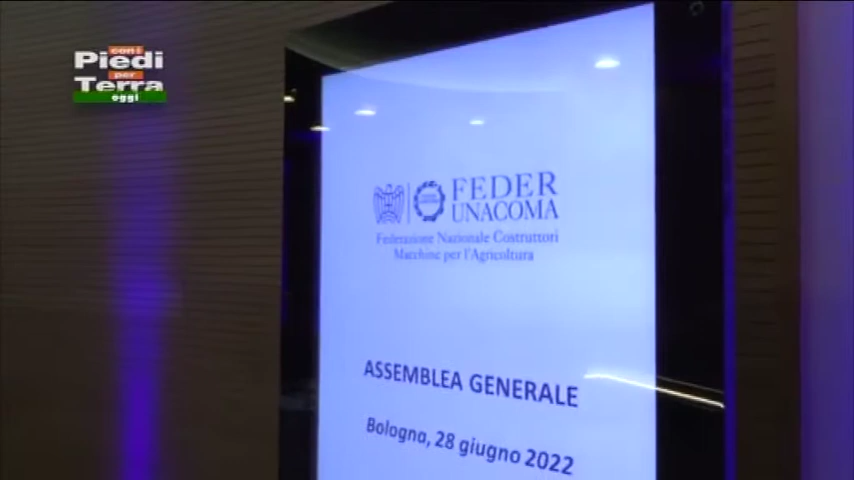 con i
Piedi
per
Terra
oggi
FEDER
UNACOMA
Federazione Nazionale Costruttori
Macchine per l'Agricoltura
ASSEMBLEA GENERALE
Bologna, 28 giugno 2022